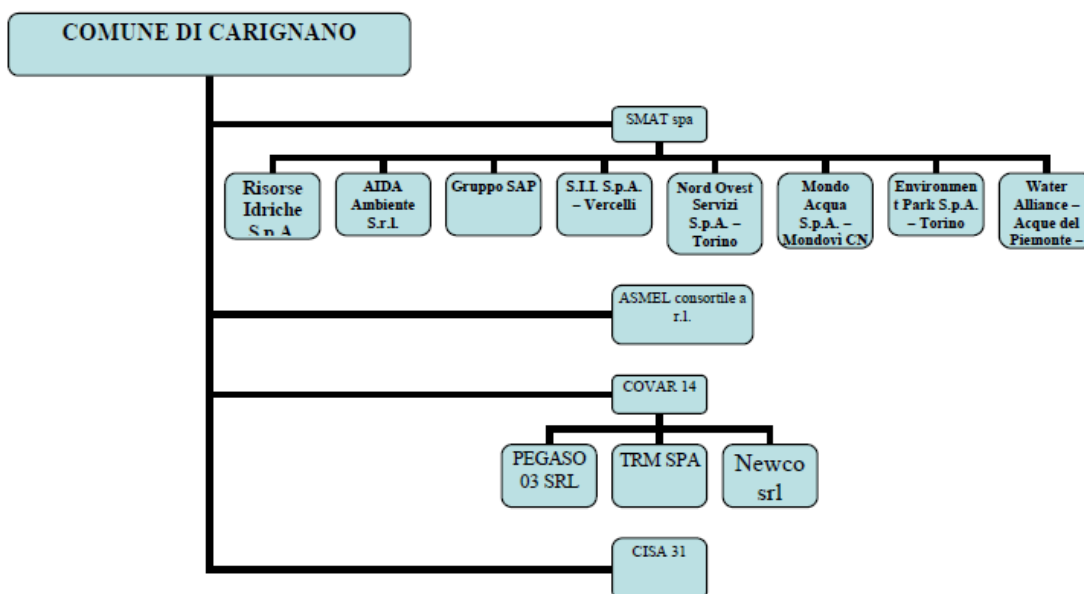 COMUNE DI CARIGNANO
SMAT spa
Risorse
Idriche
S.p.A.
AIDA
Ambiente
S.r.l.
Gruppo SAP
S.I.I. S.p.A.
– Vercelli
Nord Ovest
Servizi
S.p.A. –
Torino
Mondo
Acqua
S.p.A. –
Mondovì CN
Environmen
t Park S.p.A.
– Torino
Water
Alliance –
Acque del
Piemonte –
ASMEL consortile a
r.l.
COVAR 14
PEGASO
03 SRL
TRM SPA
Newco
srl
CISA 31